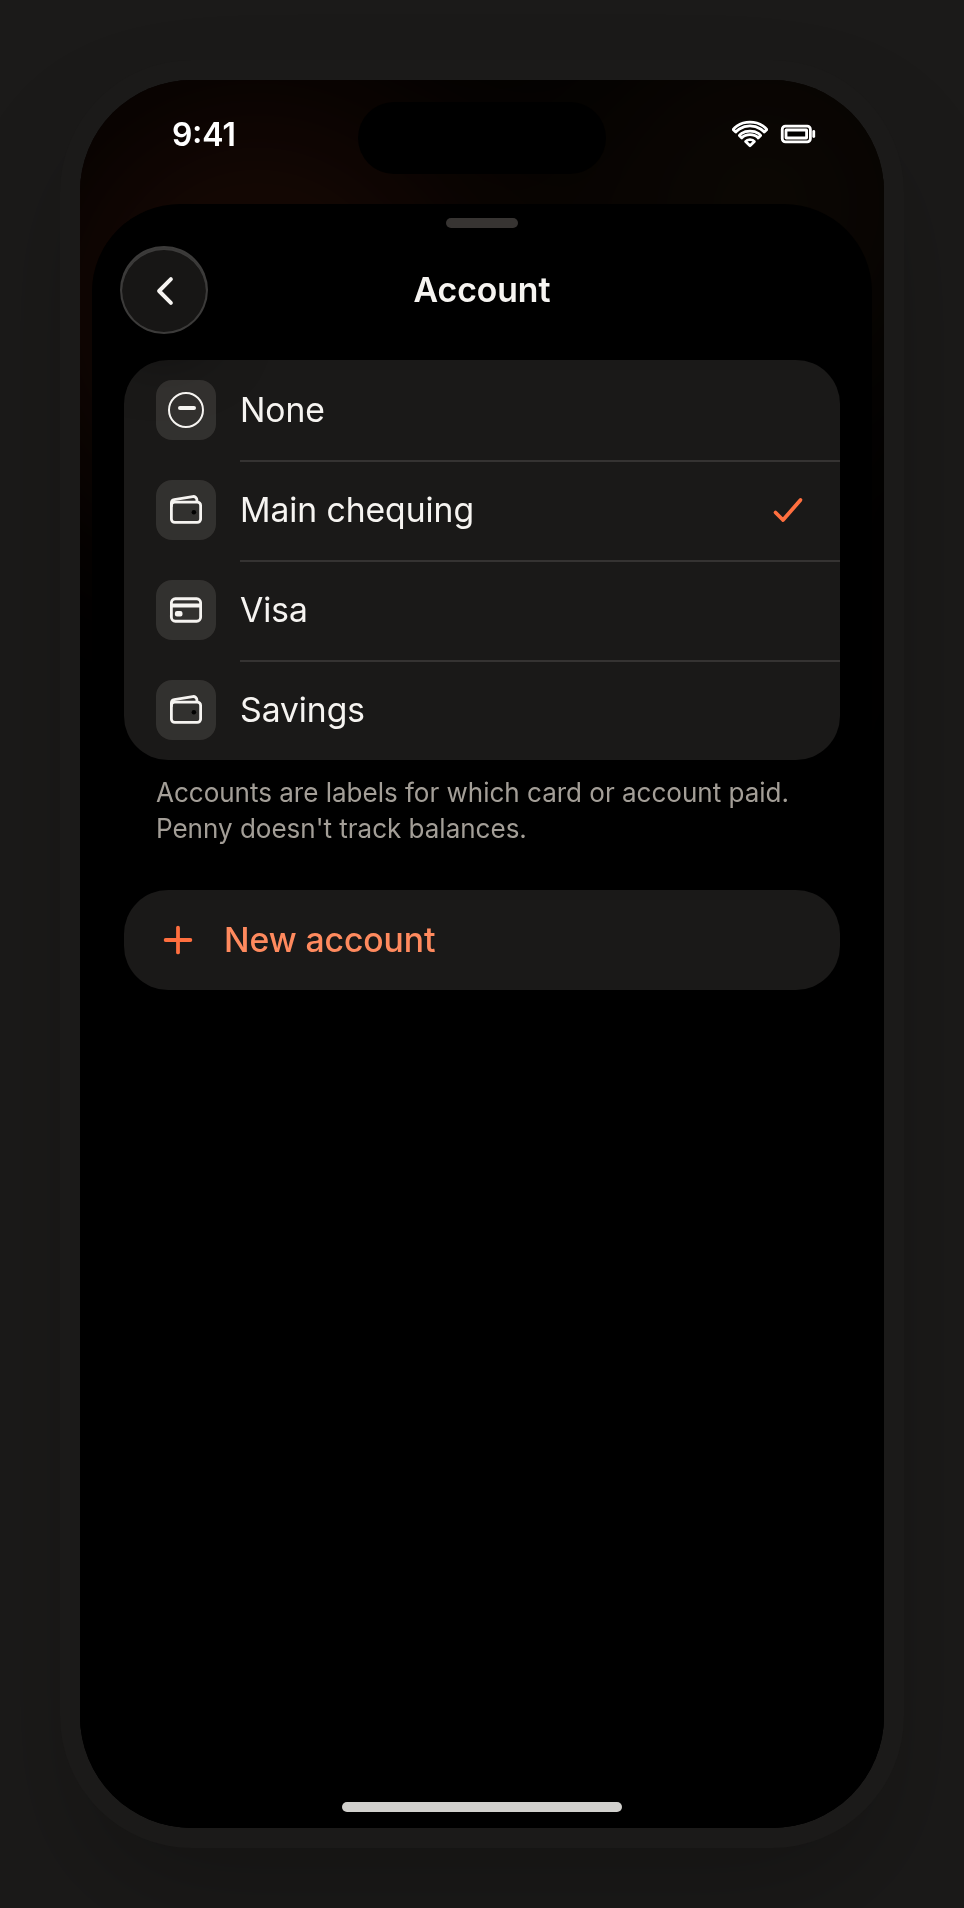 9:41
Account
None
Main chequing
Visa
Savings
Accounts are labels for which card or account paid.
Penny doesn't track balances.
New account